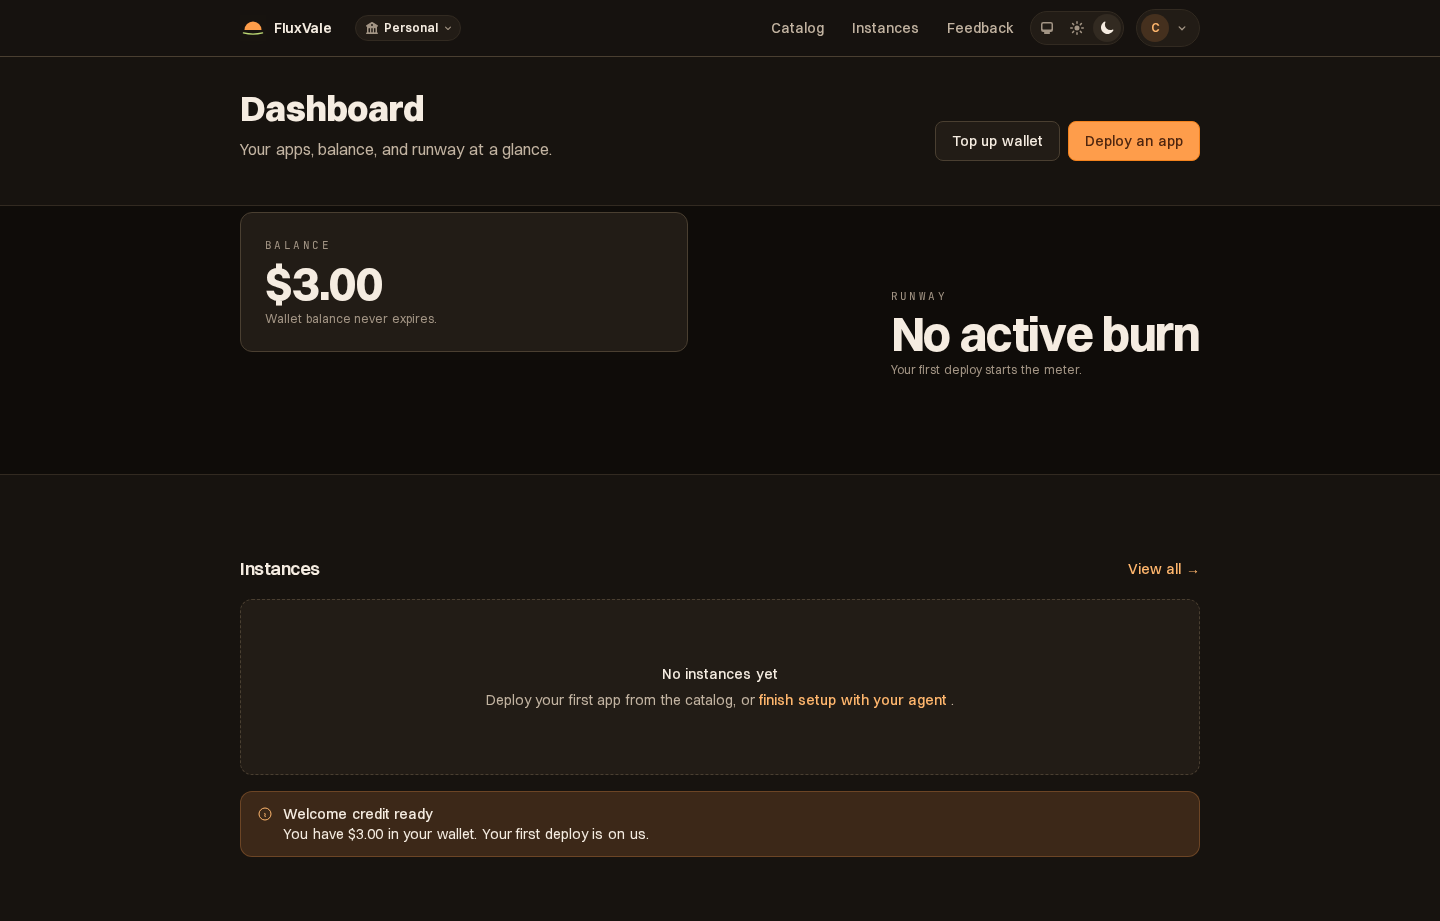 FluxVale
Personal
Catalog
Instances
Feedback
C
Dashboard
Your apps, balance, and runway at a glance.
Top up wallet
Deploy an app
BALANCE
$3.00
Wallet balance never expires.
RUNWAY
No active burn
Your first deploy starts the meter.
Instances
View all →
No instances yet
Deploy your first app from the catalog, or finish setup with your agent .
Welcome credit ready
You have $3.00 in your wallet. Your first deploy is on us.